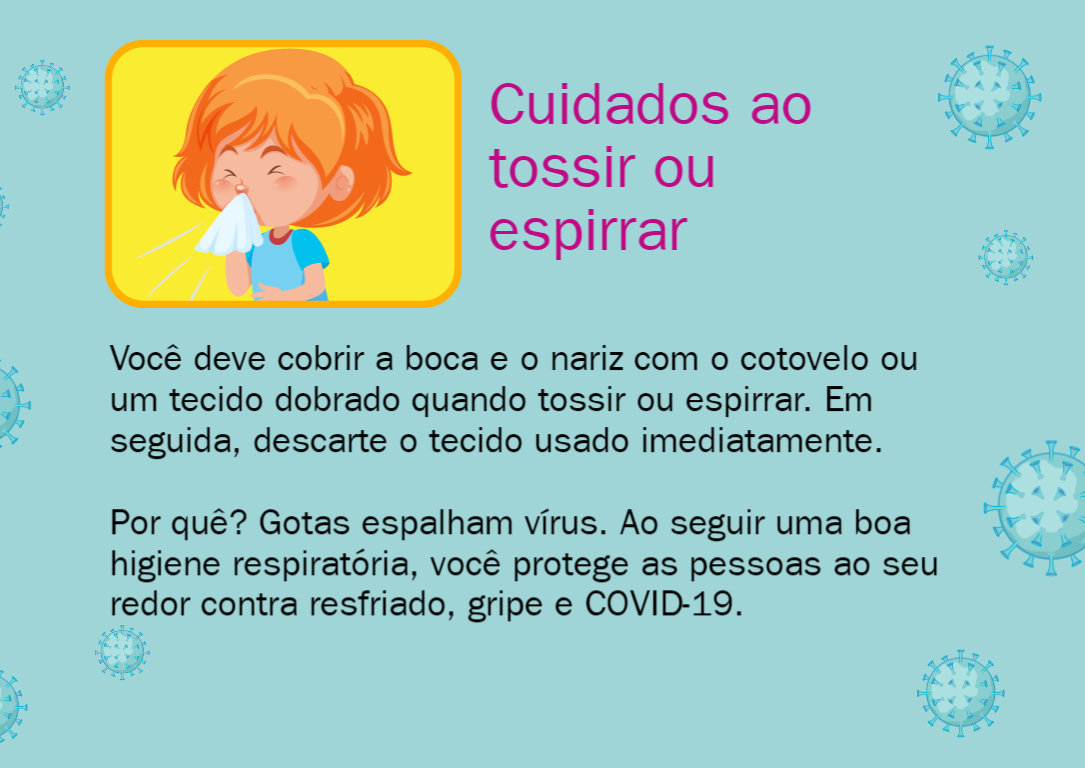 Cuidados ao
tossir ou
espirrar
Você deve cobrir a boca e o nariz com o cotovelo ou
um tecido dobrado quando tossir ou espirrar. Em
seguida, descarte o tecido usado imediatamente.
Por quê? Gotas espalham vírus. Ao seguir uma boa
higiene respiratória, você protege as pessoas ao seu
redor contra resfriado, gripe e COVID-19.